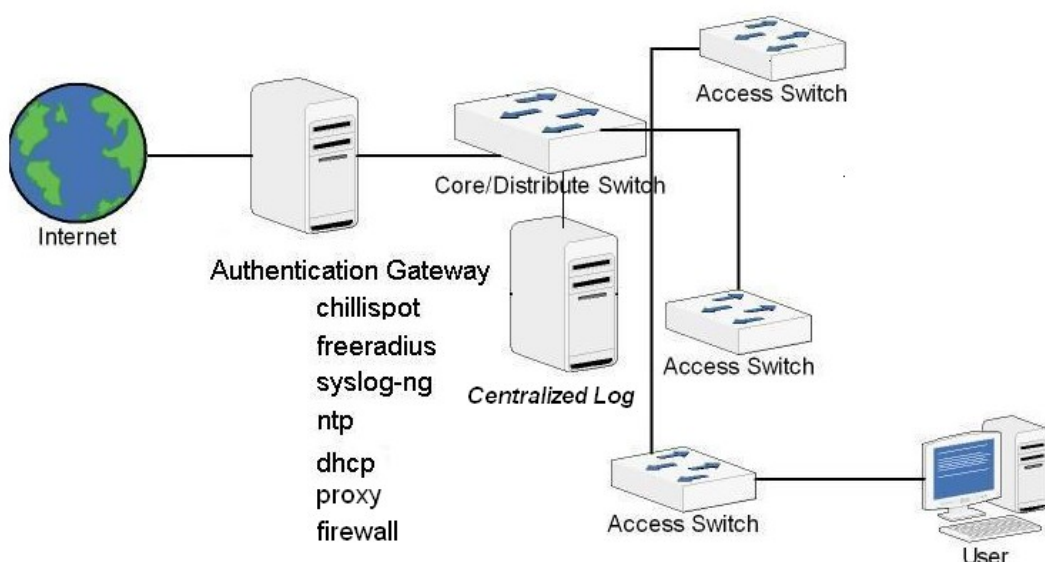 Access Switch
Internet
Core/Distribute Switch
Authentication Gateway
chillispot
freeradius
syslog-ng
ntp
dhcp
proxy
firewall
Centralized Log
Access Switch
Access Switch
User